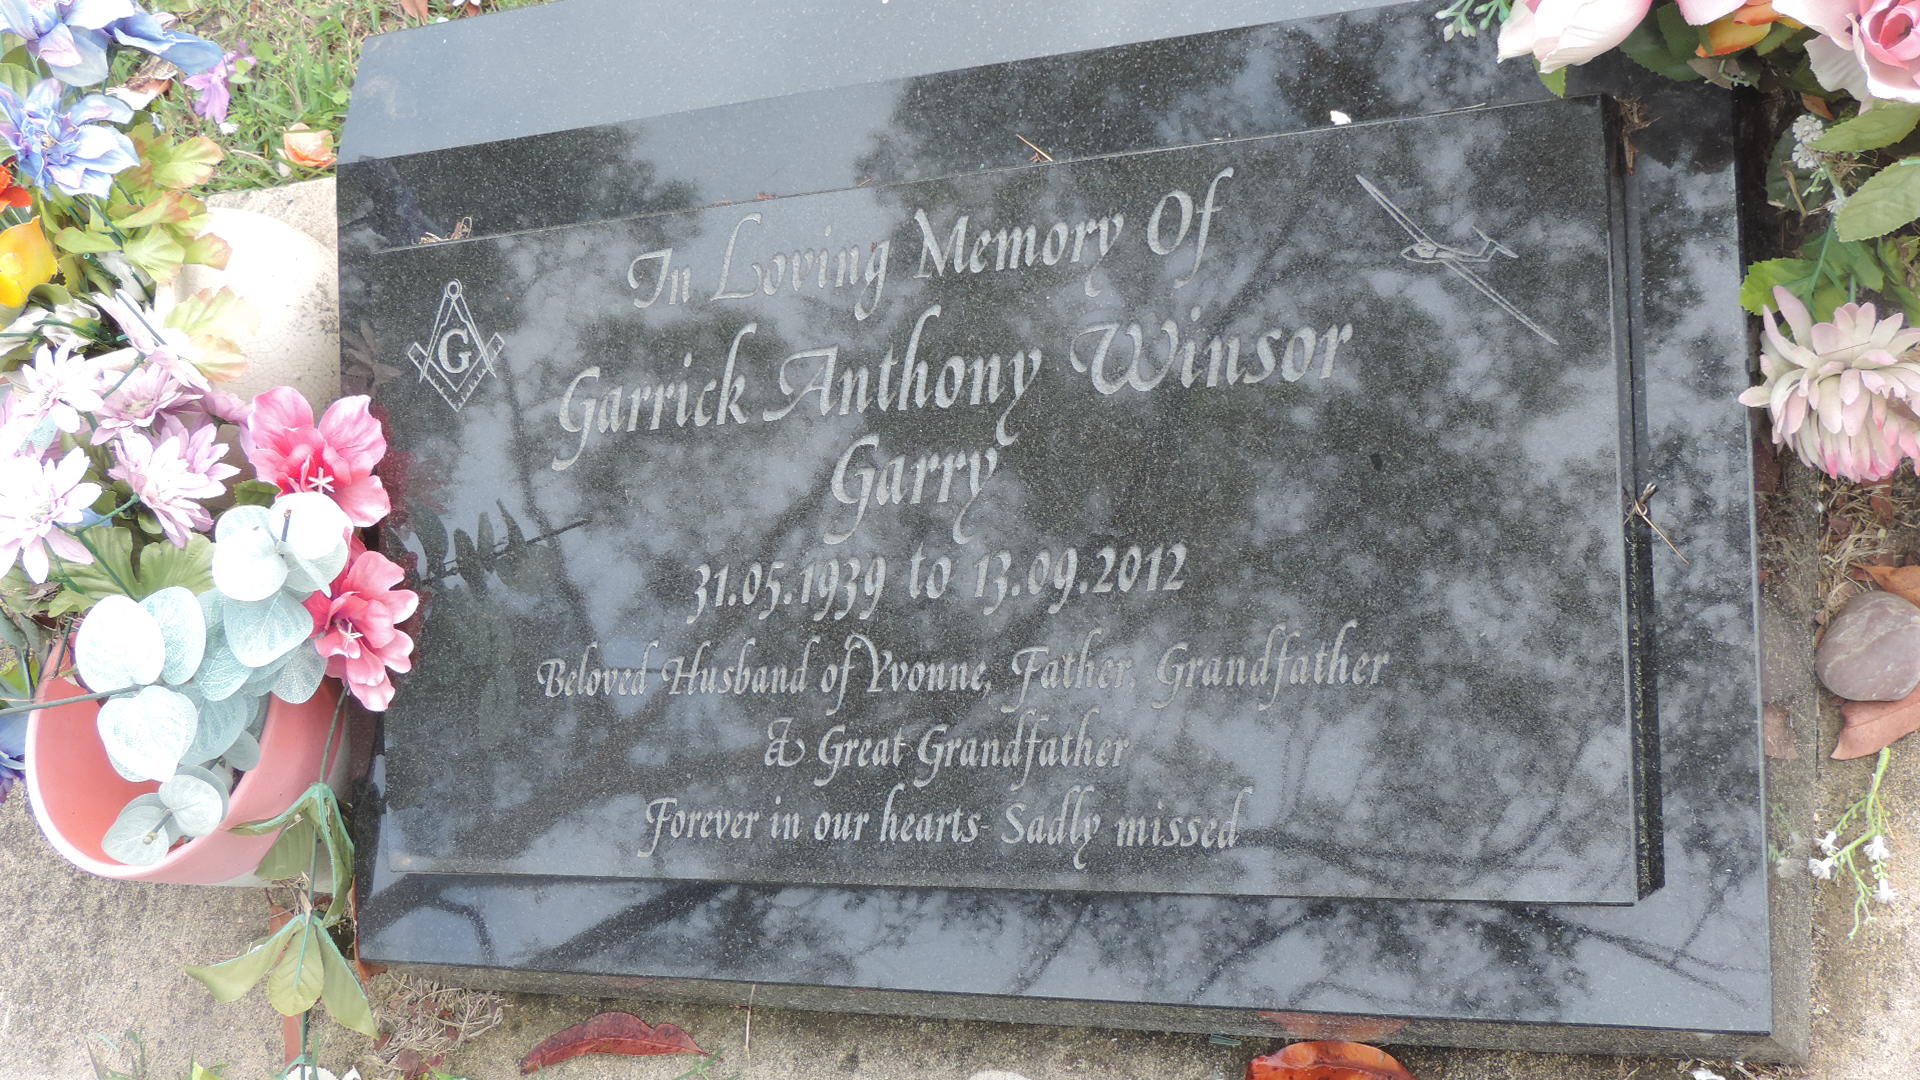 In Loving Memory Of
G
Garrick Anthony Winsor
Garry
31.05.1939 to 13.09.2012
Beloved Husband of Yvonne, Father, Grandfather
& Great Grandfather
Forever in our hearts - Sadly missed